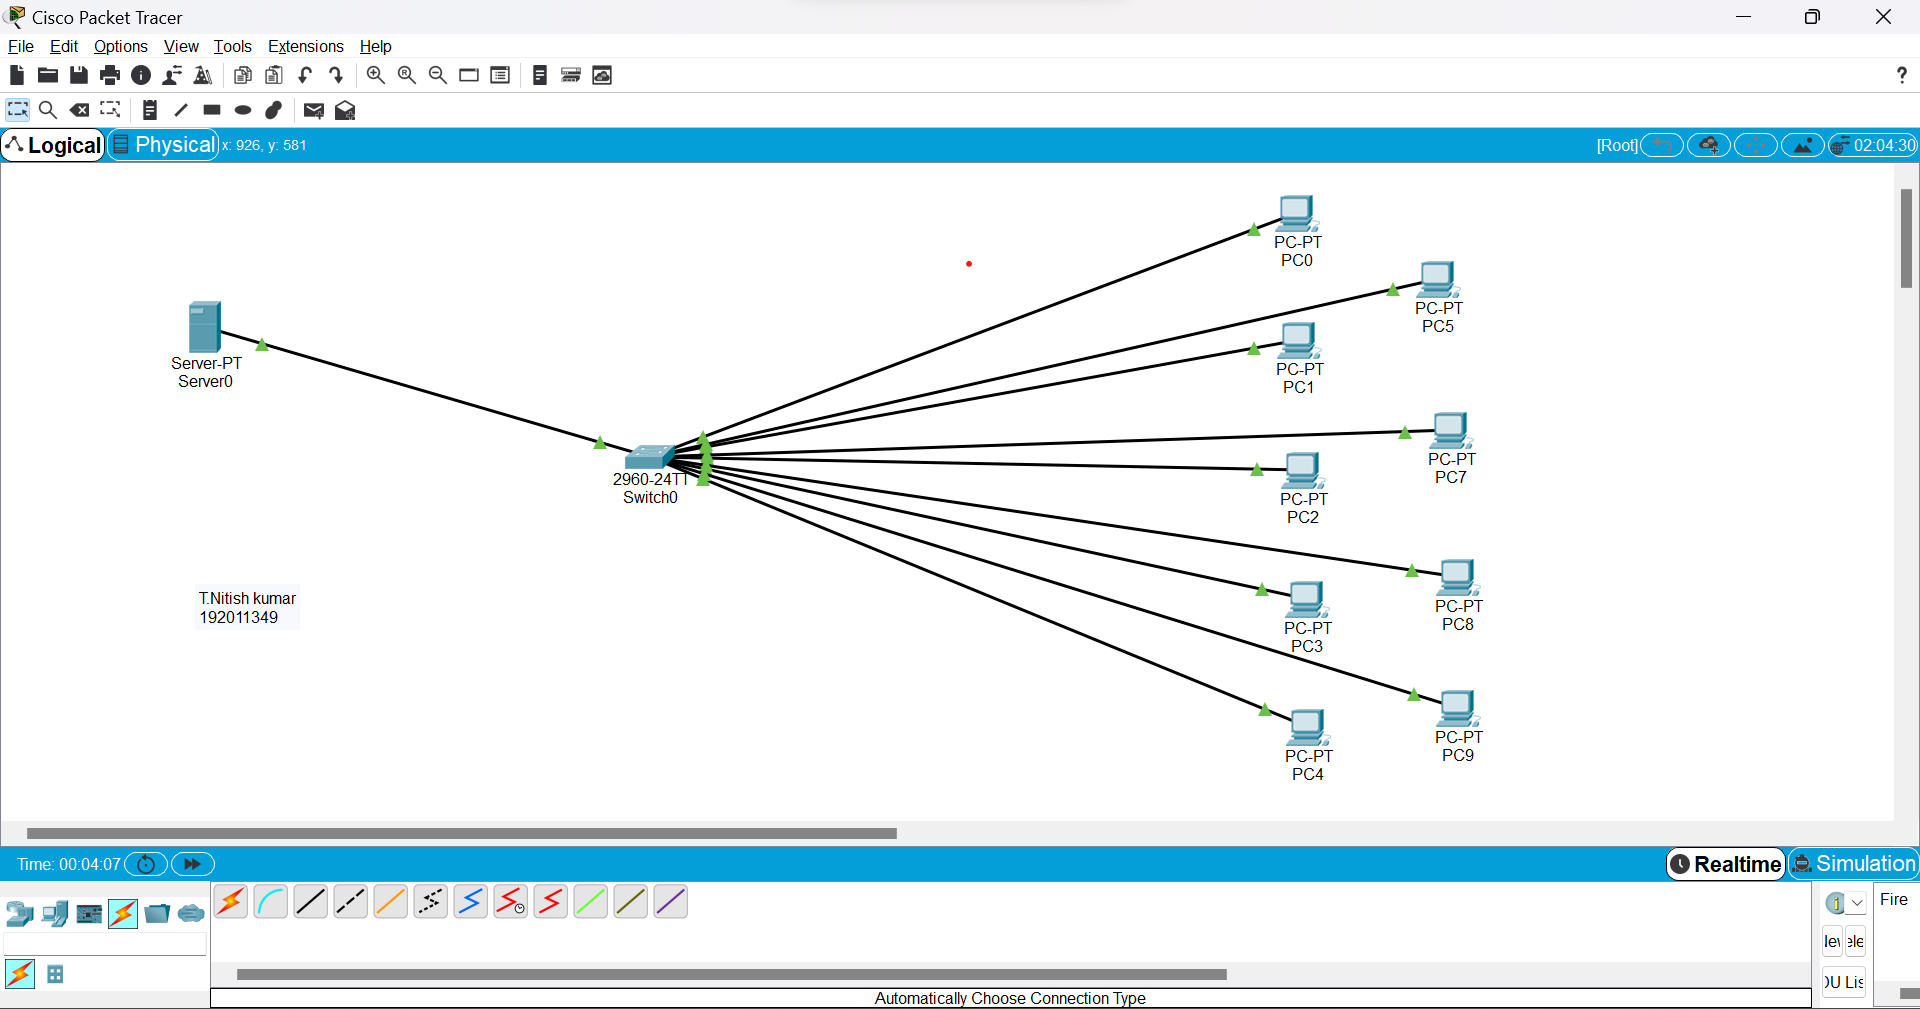 Cisco Packet Tracer
File Edit Options View Tools Extensions Help
?
Logical Physical x: 926, y: 581 [Root] 02:04:30
PC-PT
PC0
PC-PT
PC5
Server-PT
Server0
PC-PT
PC1
PC-PT
PC7
2960-24TT
Switch0
PC-PT
PC2
T.Nitish kumar
192011349
PC-PT
PC8
PC-PT
PC3
PC-PT
PC9
PC-PT
PC4
Time: 00:04:07 Realtime Simulation
Fire
Automatically Choose Connection Type